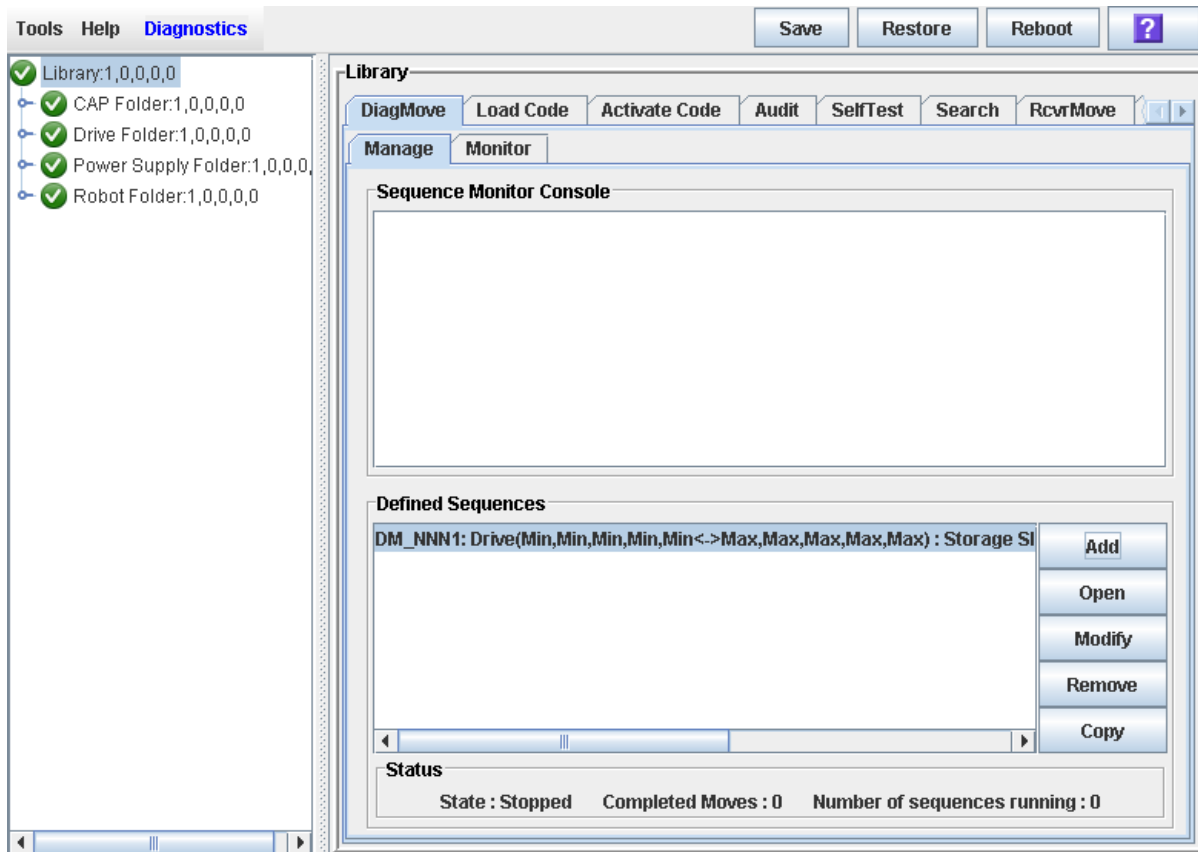 Tools Help Diagnostics Save Restore Reboot ?
Library:1,0,0,0,0
CAP Folder:1,0,0,0,0
Drive Folder:1,0,0,0,0
Power Supply Folder:1,0,0,0,
Robot Folder:1,0,0,0,0
Library
DiagMove Load Code Activate Code Audit SelfTest Search RcvrMove
Manage Monitor
Sequence Monitor Console
Defined Sequences
DM_NNN1: Drive(Min,Min,Min,Min,Min<->Max,Max,Max,Max,Max) : Storage Sl
Add
Open
Modify
Remove
Copy
Status
State : Stopped Completed Moves : 0 Number of sequences running : 0